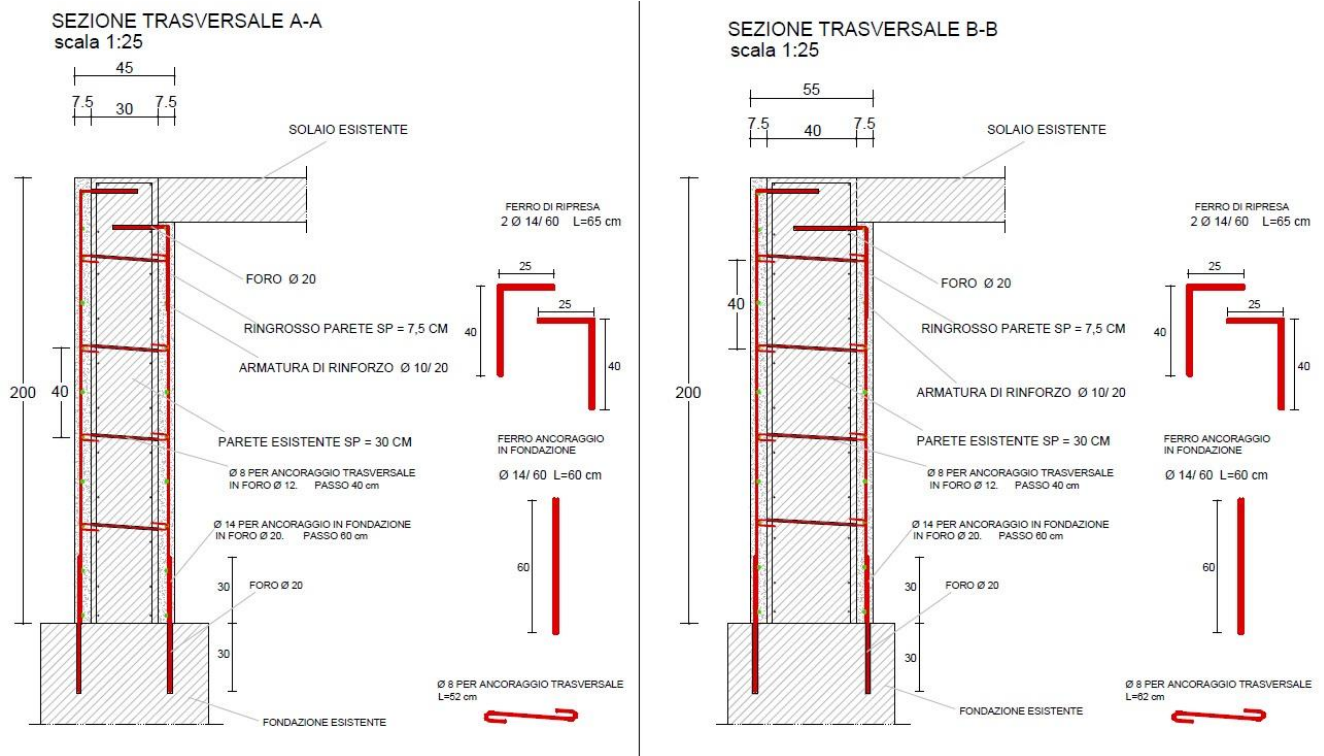 SEZIONE TRASVERSALE A-A
scala 1:25
45
7.5
30
7.5
SOLAIO ESISTENTE
FERRO DI RIPRESA
2 Ø 14/ 60 L=65 cm
25
25
40
40
FORO Ø 20
RINGROSSO PARETE SP = 7,5 CM
ARMATURA DI RINFORZO Ø 10/ 20
200
40
PARETE ESISTENTE SP = 30 CM
FERRO ANCORAGGIO
IN FONDAZIONE
Ø 14/ 60 L=60 cm
Ø 8 PER ANCORAGGIO TRASVERSALE
IN FORO Ø 12. PASSO 40 cm
Ø 14 PER ANCORAGGIO IN FONDAZIONE
IN FORO Ø 20. PASSO 60 cm
60
30
FORO Ø 20
30
Ø 8 PER ANCORAGGIO TRASVERSALE
L=52 cm
FONDAZIONE ESISTENTE
SEZIONE TRASVERSALE B-B
scala 1:25
55
7.5
40
7.5
SOLAIO ESISTENTE
FERRO DI RIPRESA
2 Ø 14/ 60 L=65 cm
25
25
40
40
FORO Ø 20
40
RINGROSSO PARETE SP = 7,5 CM
ARMATURA DI RINFORZO Ø 10/ 20
200
PARETE ESISTENTE SP = 30 CM
FERRO ANCORAGGIO
IN FONDAZIONE
Ø 14/ 60 L=60 cm
Ø 8 PER ANCORAGGIO TRASVERSALE
IN FORO Ø 12. PASSO 40 cm
Ø 14 PER ANCORAGGIO IN FONDAZIONE
IN FORO Ø 20. PASSO 60 cm
60
30
FORO Ø 20
30
Ø 8 PER ANCORAGGIO TRASVERSALE
L=62 cm
FONDAZIONE ESISTENTE